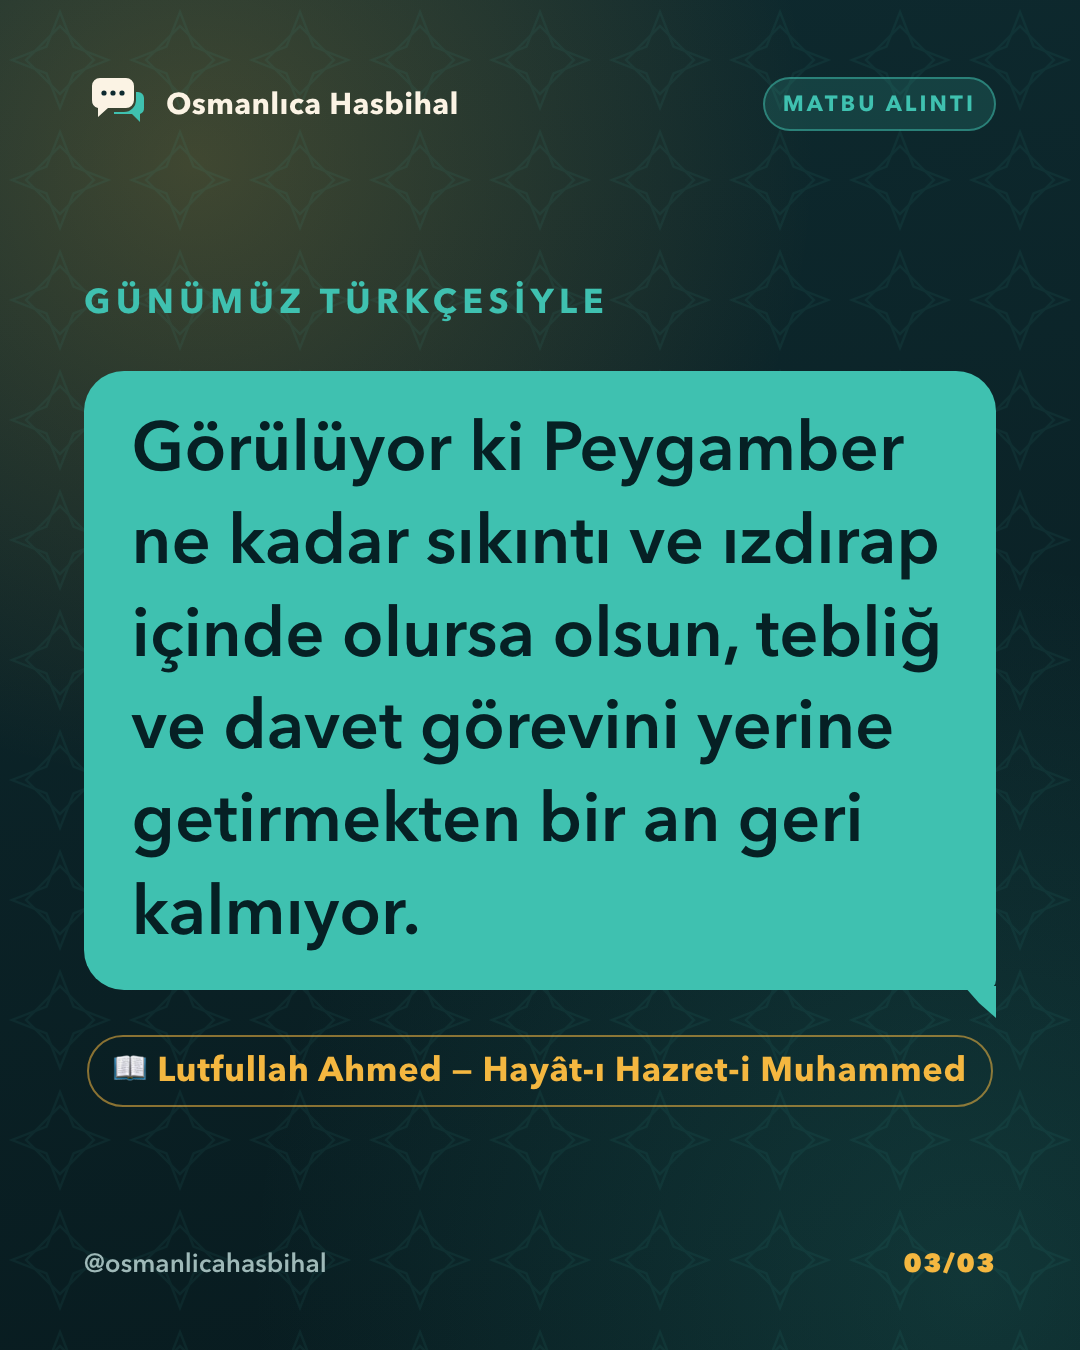 Osmanlıca Hasbihal
MATBU ALINTI
GÜNÜMÜZ TÜRKÇESİYLE
Görülüyor ki Peygamber
ne kadar sıkıntı ve ızdırap
içinde olursa olsun, tebliğ
ve davet görevini yerine
getirmekten bir an geri
kalmıyor.
📖 Lutfullah Ahmed – Hayât-ı Hazret-i Muhammed
@osmanlicahasbihal
03/03